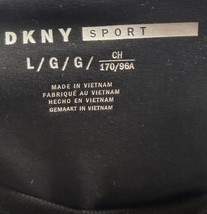 DKNY SPORT
L/G/G/ CH 170/96A
MADE IN VIETNAM
FABRIQUÉ AU VIETNAM
HECHO EN VIETNAM
GEMAAKT IN VIETNAM